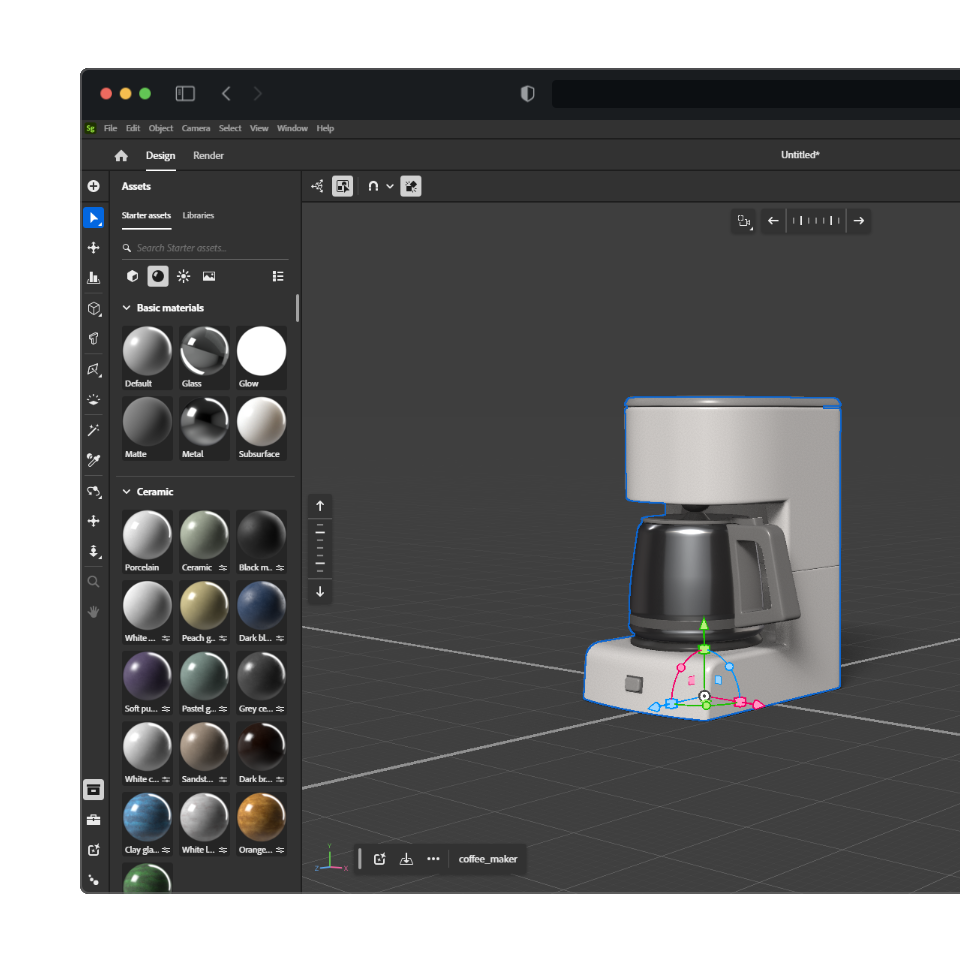 Sg File Edit Object Camera Select View Window Help
Design Render Untitled*
Assets
Starter assets Libraries
Search Starter assets...
Basic materials
Default Glass Glow
Matte Metal Subsurface
Ceramic
Porcelain Ceramic Black m...
White ... Peach g... Dark bl...
Soft pu... Pastel g... Grey ce...
White c... Sandst... Dark br...
Clay gla... White l... Orange...
Y
Z X
coffee_maker